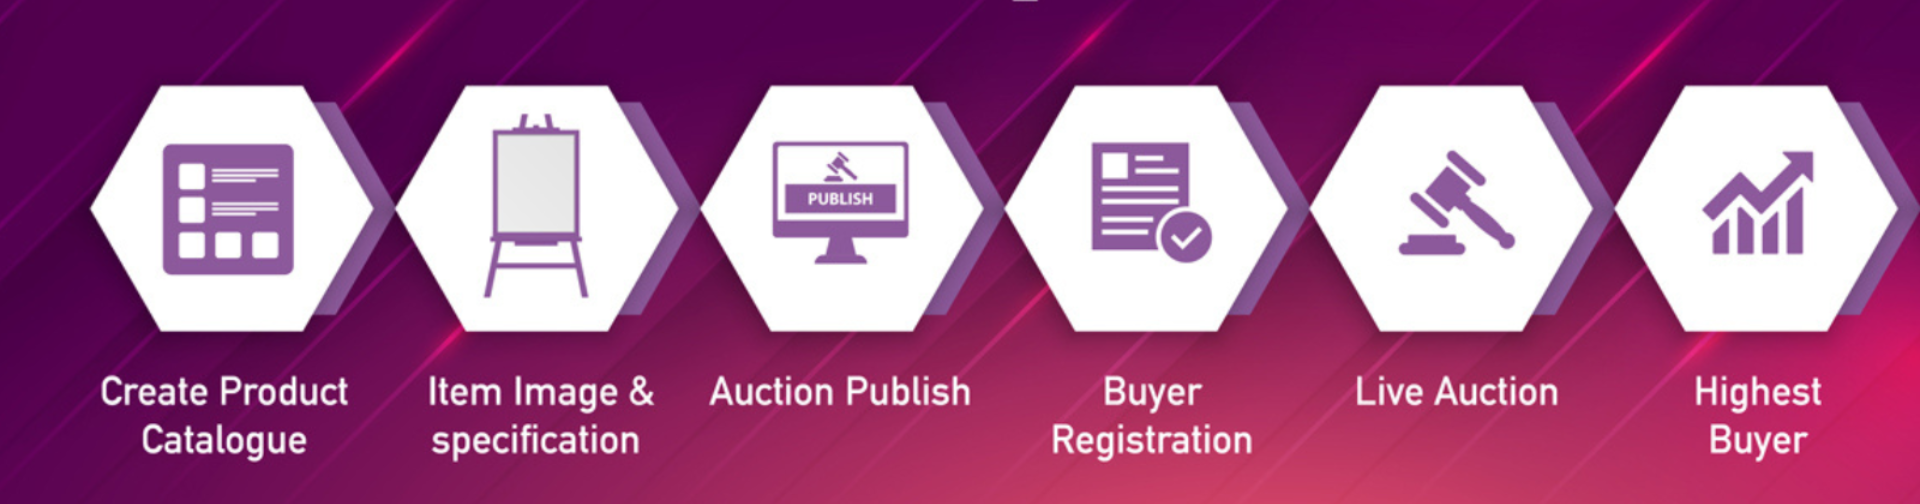 PUBLISH
Create Product
Catalogue
Item Image &
specification
Auction Publish
Buyer
Registration
Live Auction
Highest
Buyer